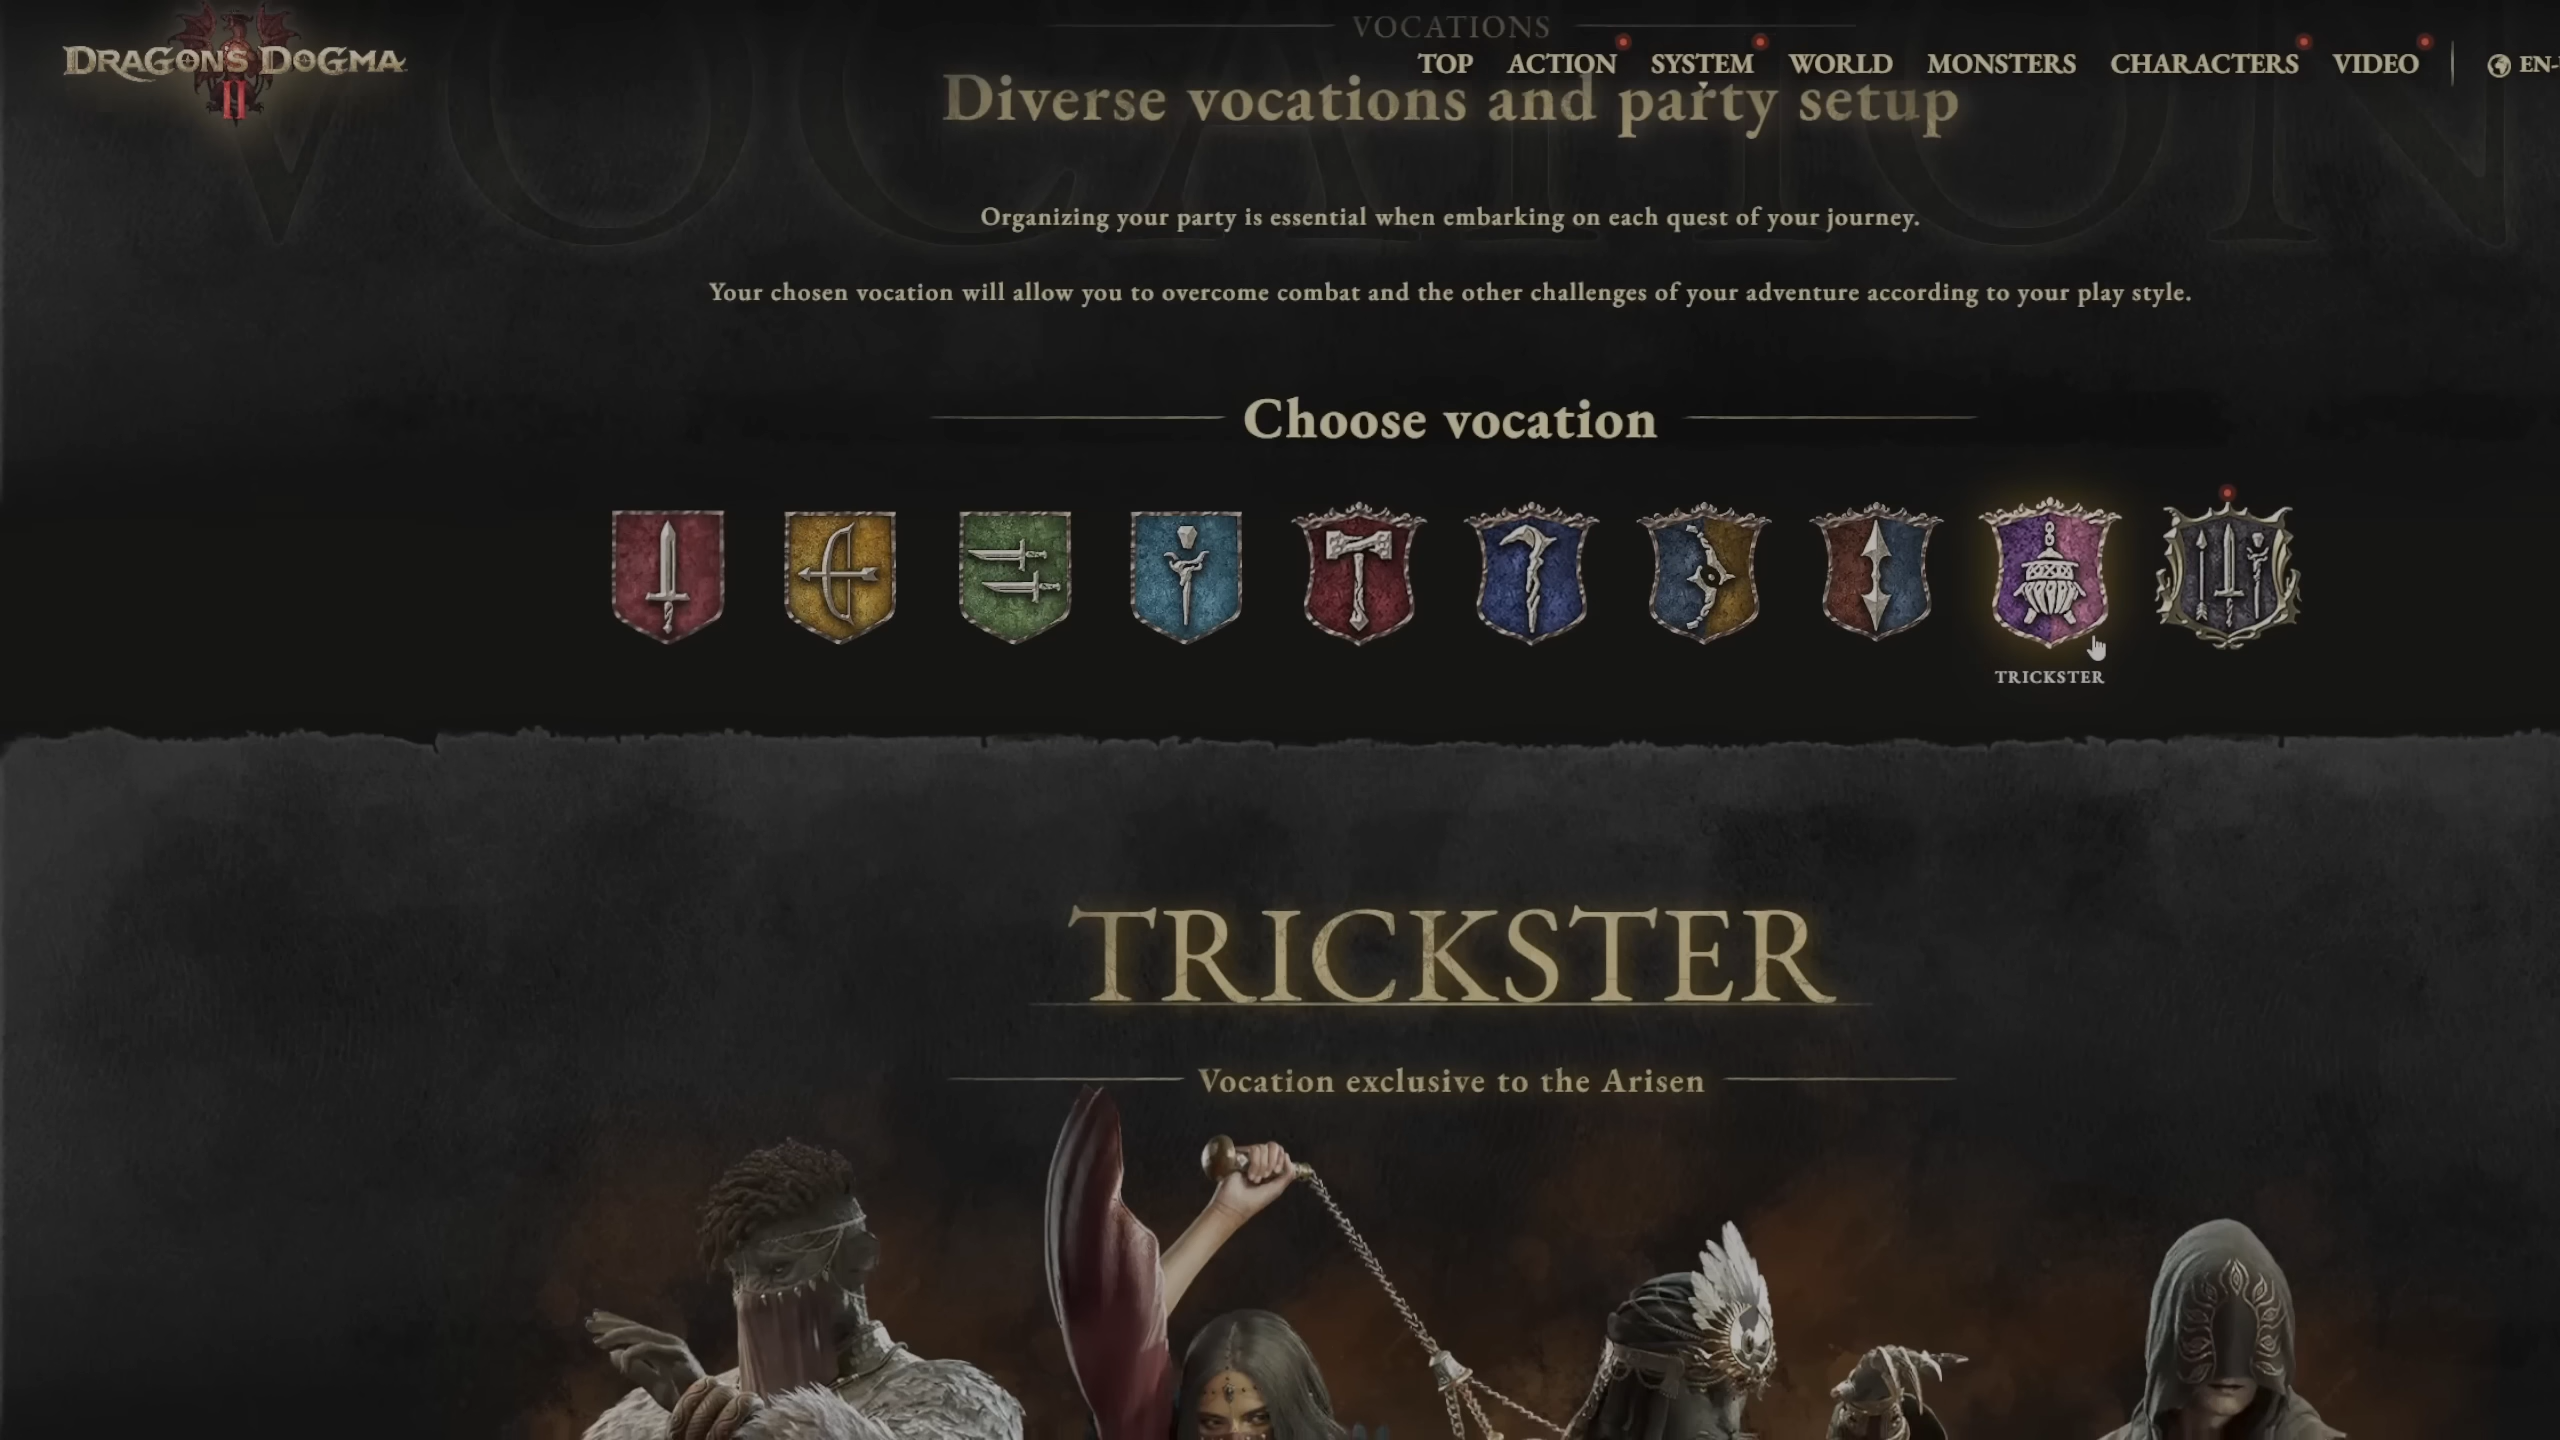 VOCATIONS
DRAGON'S DOGMA
II
TOP ACTION SYSTEM WORLD MONSTERS CHARACTERS VIDEO EN-
VOCATION
Diverse vocations and party setup
Organizing your party is essential when embarking on each quest of your journey.
Your chosen vocation will allow you to overcome combat and the other challenges of your adventure according to your play style.
Choose vocation
TRICKSTER
TRICKSTER
Vocation exclusive to the Arisen